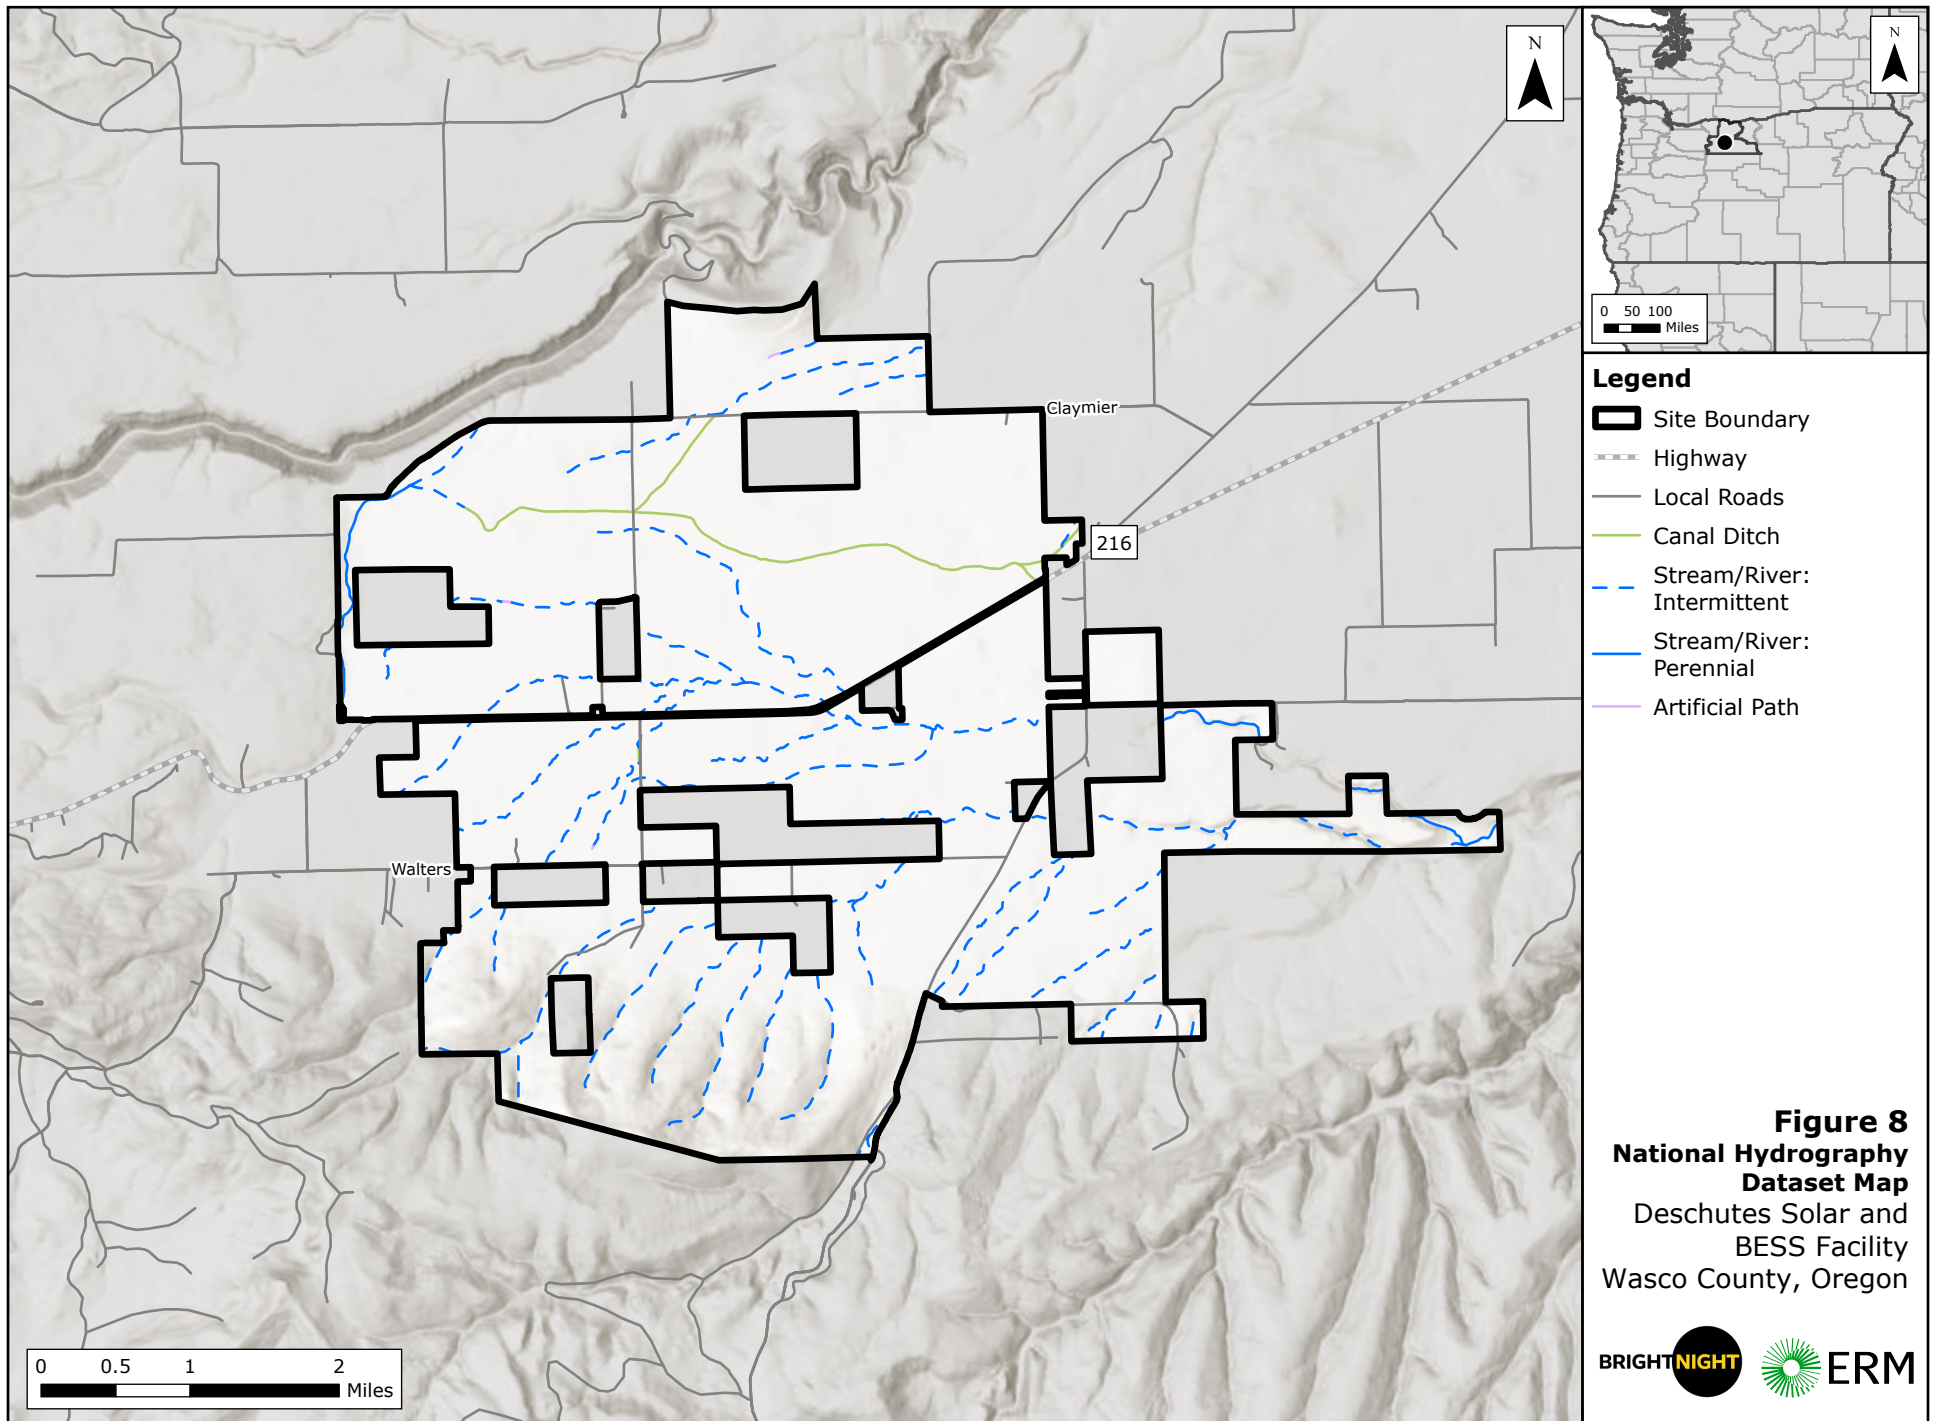 N
Claymier
216
Walters
0 0.5 1 2
Miles
N
0 50 100
Miles
Legend
Site Boundary
Highway
Local Roads
Canal Ditch
Stream/River:
Intermittent
Stream/River:
Perennial
Artificial Path
Figure 8
National Hydrography
Dataset Map
Deschutes Solar and
BESS Facility
Wasco County, Oregon
BRIGHTNIGHT
ERM